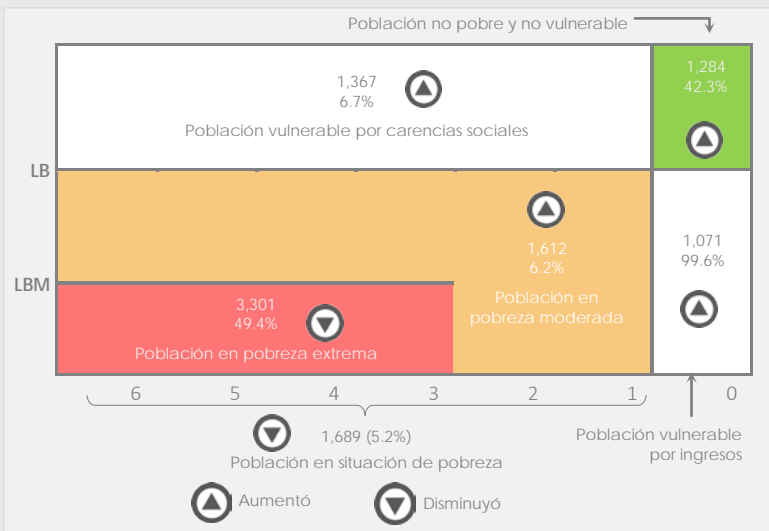 Población no pobre y no vulnerable
1,367
6.7%
Población vulnerable por carencias sociales
1,284
42.3%
LB
1,612
6.2%
Población en
pobreza moderada
1,071
99.6%
LBM
3,301
49.4%
Población en pobreza extrema
6 5 4 3 2 1 0
1,689 (5.2%)
Población en situación de pobreza
Población vulnerable
por ingresos
Aumentó
Disminuyó